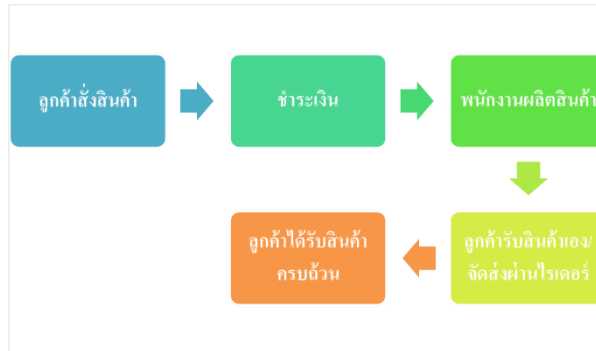 ลูกค้าสั่งสินค้า
ชำระเงิน
พนักงานผลิตสินค้า
ลูกค้ารับสินค้าเอง/
จัดส่งผ่านไรเดอร์
ลูกค้าได้รับสินค้า
ครบถ้วน